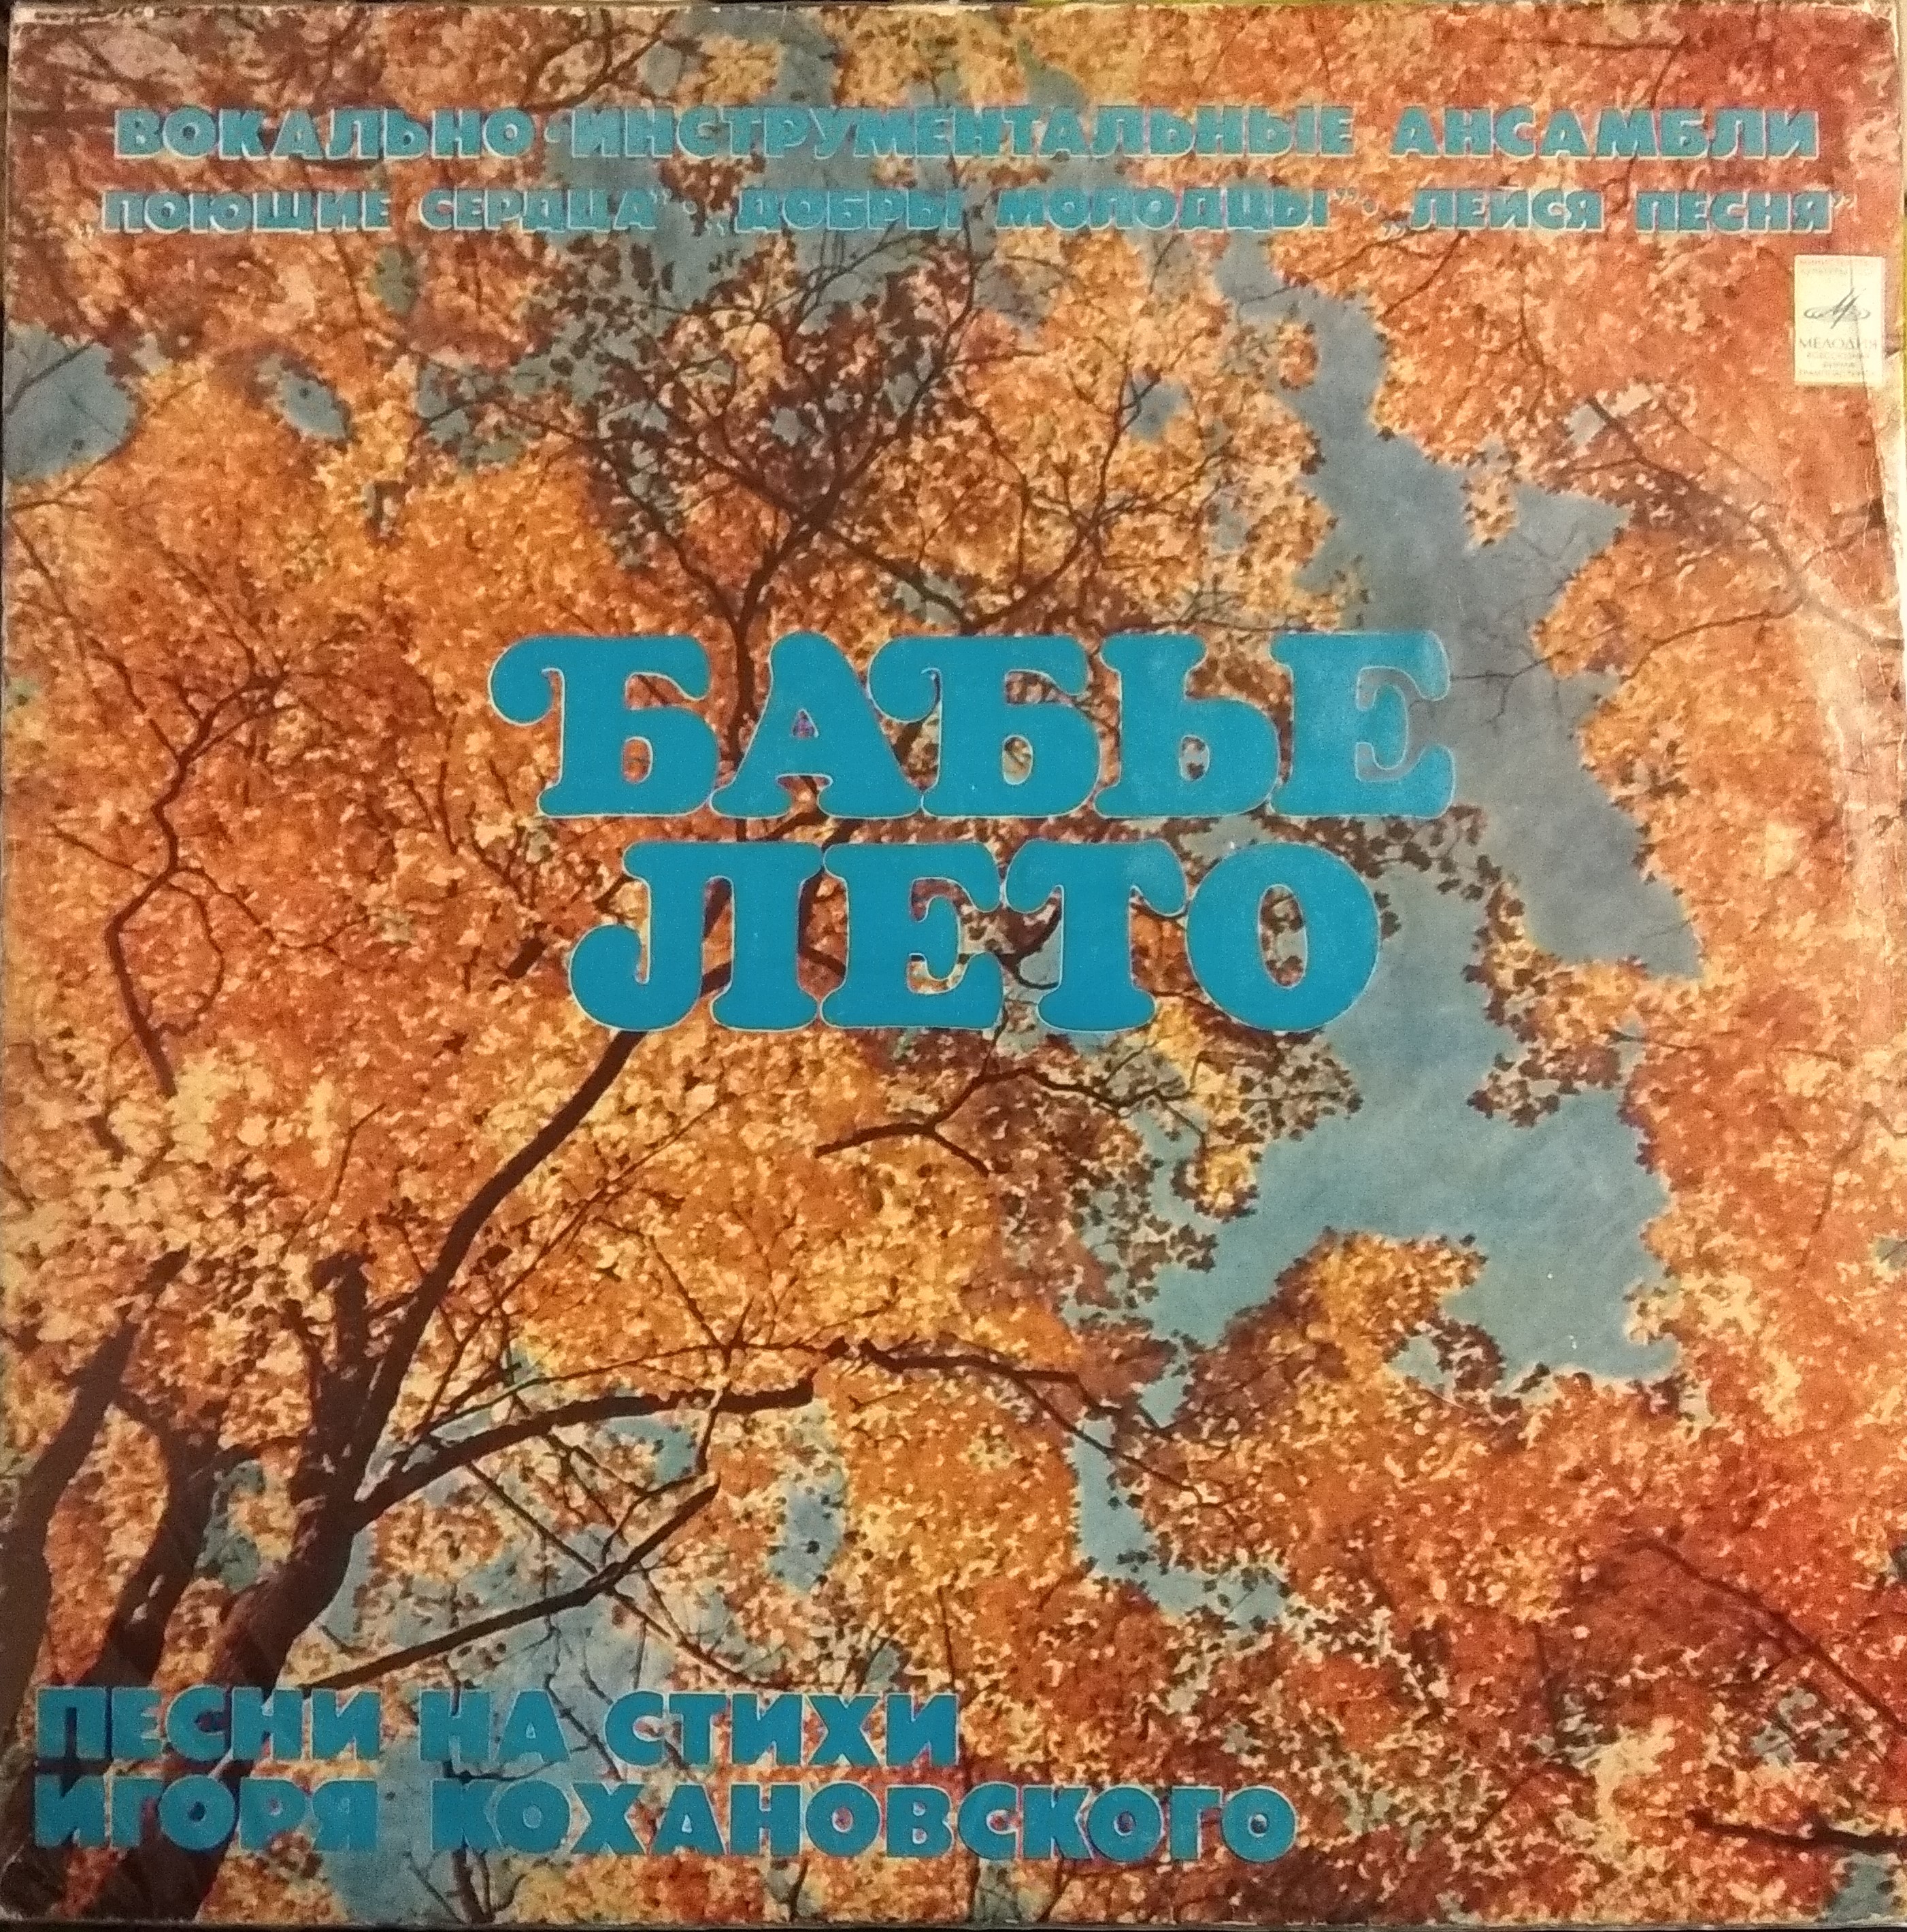 ВОКАЛЬНО-ИНСТРУМЕНТАЛЬНЫЕ АНСАМБЛИ
„ПОЮЩИЕ СЕРДЦА”·„ДОБРЫ МОЛОДЦЫ”·„ЛЕЙСЯ ПЕСНЯ”
МЕЛОДИЯ
БАБЬЕ
ЛЕТО
ПЕСНИ НА СТИХИ
ИГОРЯ КОХАНОВСКОГО